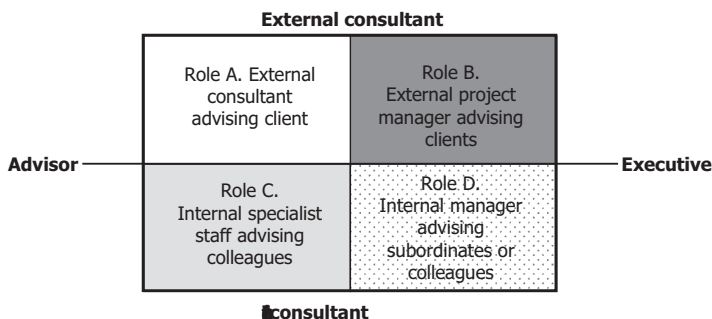 External consultant
Role A. External
consultant
advising client
Role B.
External project
manager advising
clients
Advisor
Executive
Role C.
Internal specialist
staff advising
colleagues
Role D.
Internal manager
advising
subordinates or
colleagues
consultant